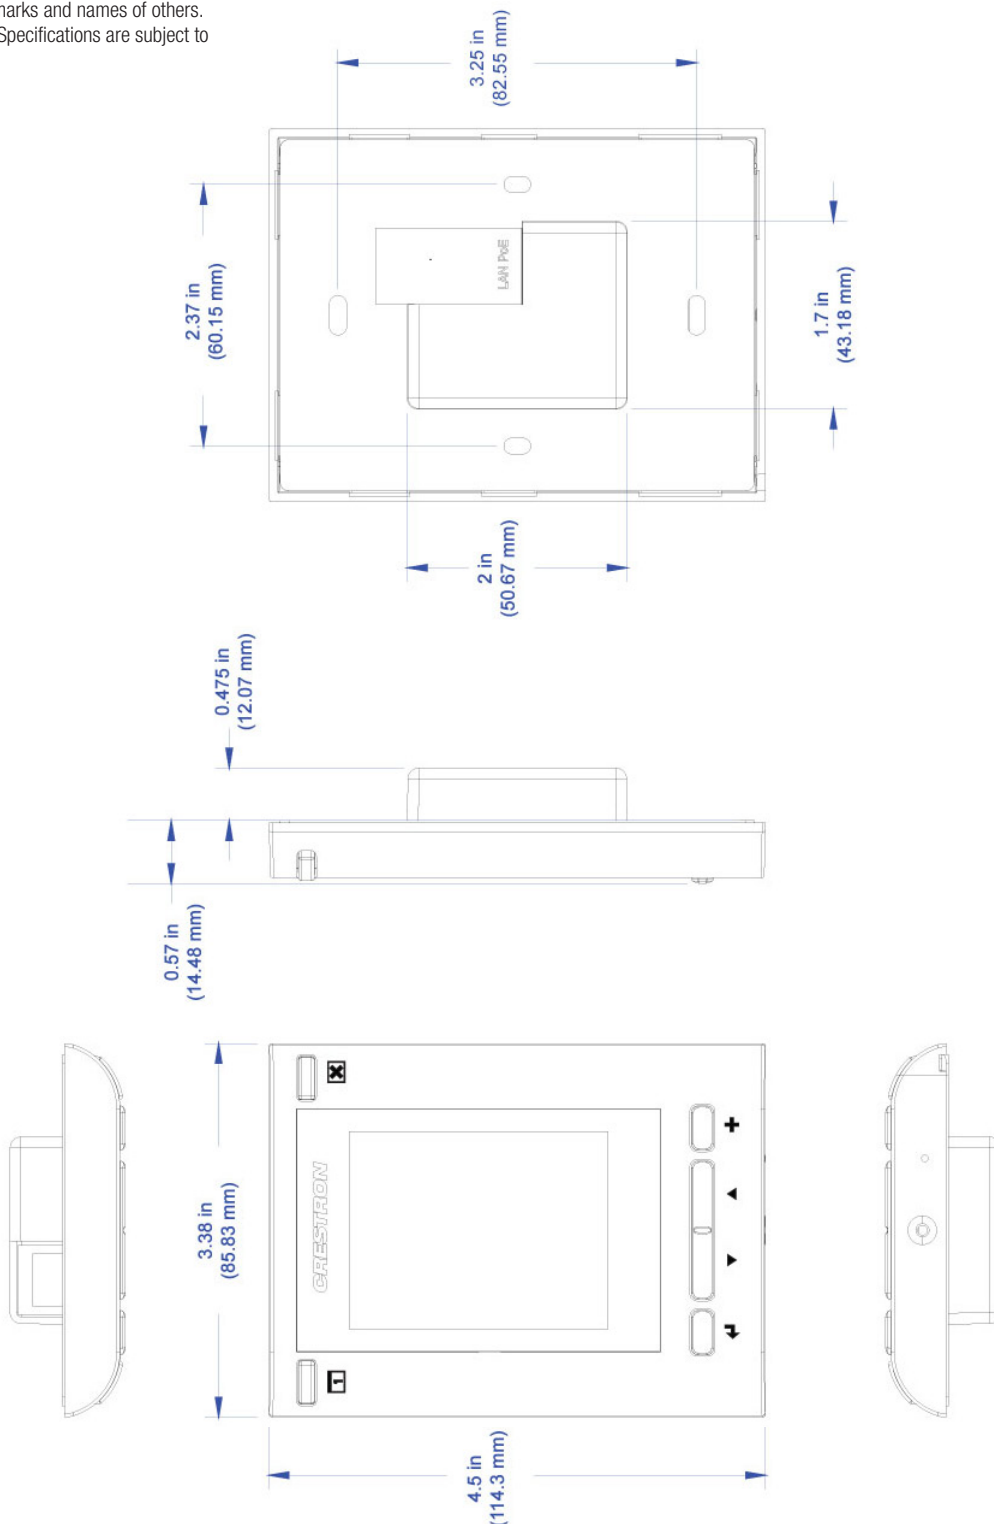 marks and names of others.
Specifications are subject to
3.25 in
(82.55 mm)
2.37 in
(60.15 mm)
LAN PoE
1.7 in
(43.18 mm)
2 in
(50.67 mm)
0.475 in
(12.07 mm)
0.57 in
(14.48 mm)
3.38 in
(85.83 mm)
CRESTRON
1
4.5 in
(114.3 mm)